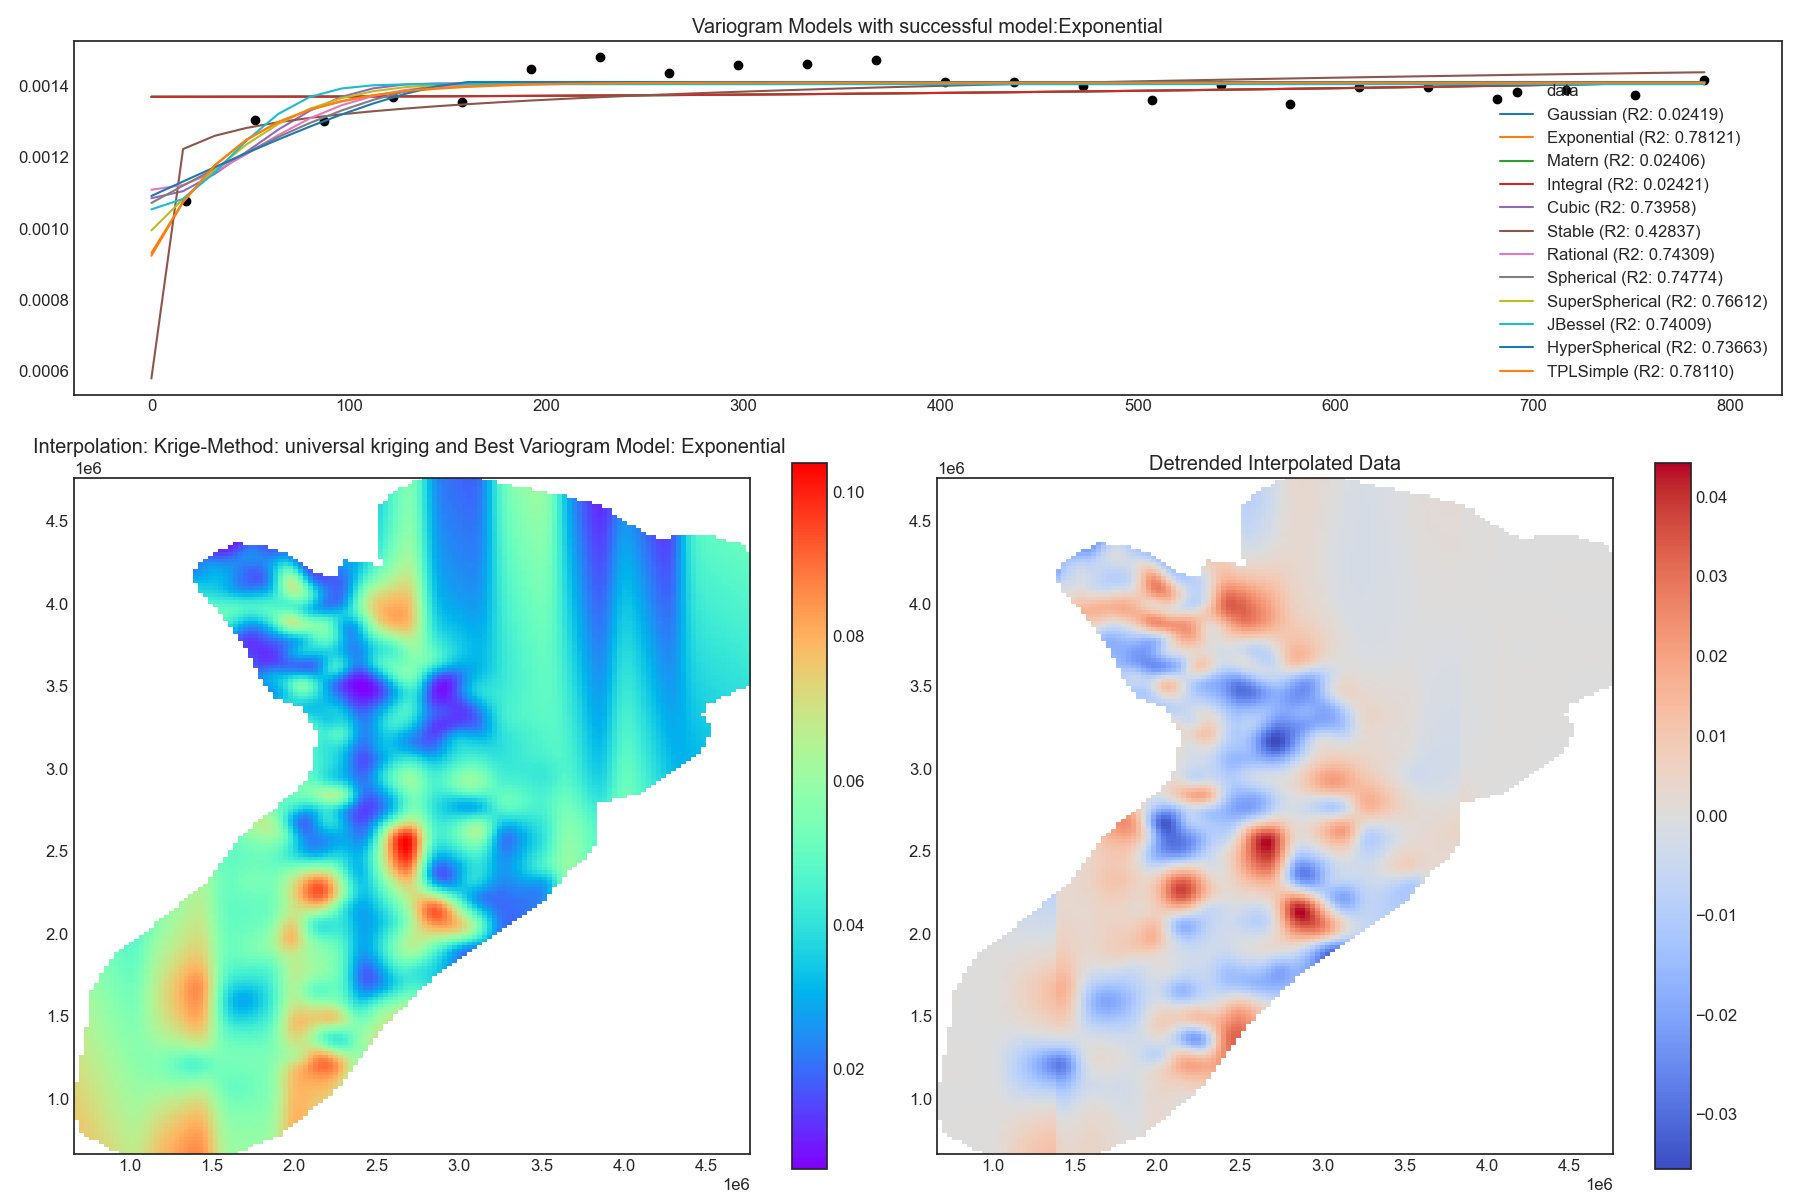 Variogram Models with successful model:Exponential
0.0014
0.0012
0.0010
0.0008
0.0006
0 100 200 300 400 500 600 700 800
data
Gaussian (R2: 0.02419)
Exponential (R2: 0.78121)
Matern (R2: 0.02406)
Integral (R2: 0.02421)
Cubic (R2: 0.73958)
Stable (R2: 0.42837)
Rational (R2: 0.74309)
Spherical (R2: 0.74774)
SuperSpherical (R2: 0.76612)
JBessel (R2: 0.74009)
HyperSpherical (R2: 0.73663)
TPLSimple (R2: 0.78110)
Interpolation: Krige-Method: universal kriging and Best Variogram Model: Exponential
1e6
4.5
4.0
3.5
3.0
2.5
2.0
1.5
1.0
1.0 1.5 2.0 2.5 3.0 3.5 4.0 4.5
1e6
0.10
0.08
0.06
0.04
0.02
Detrended Interpolated Data
1e6
4.5
4.0
3.5
3.0
2.5
2.0
1.5
1.0
1.0 1.5 2.0 2.5 3.0 3.5 4.0 4.5
1e6
0.04
0.03
0.02
0.01
0.00
−0.01
−0.02
−0.03